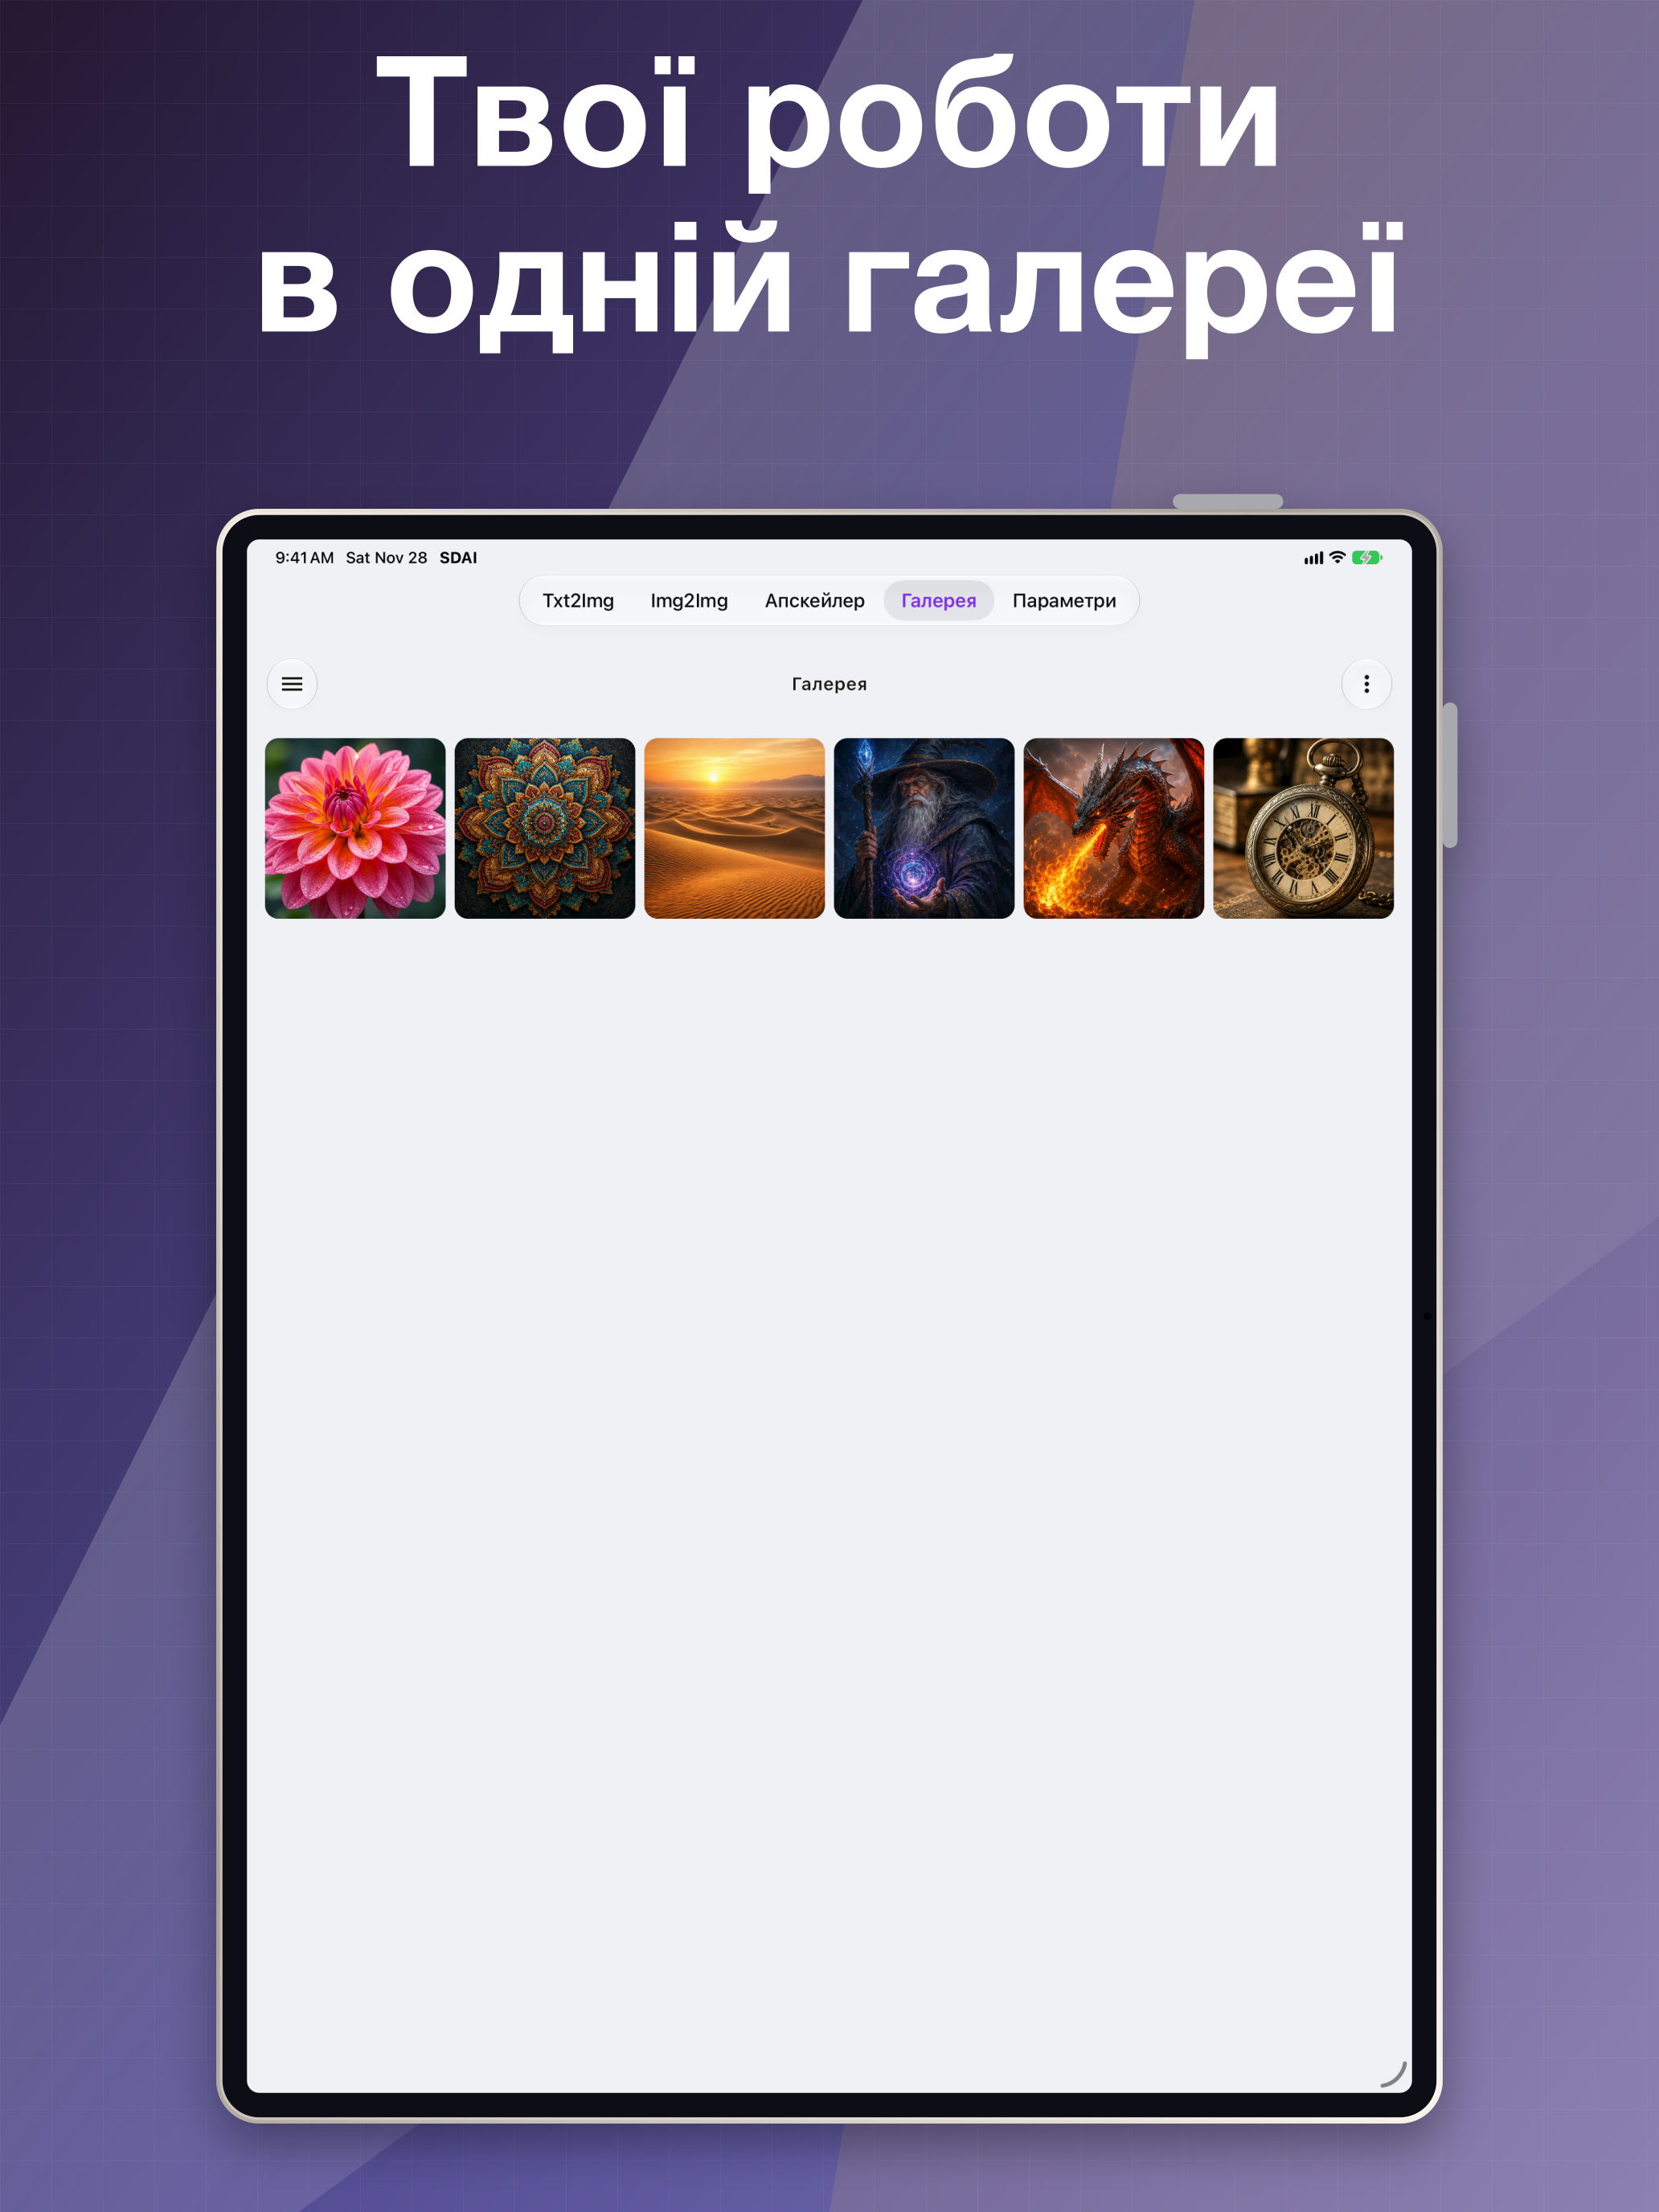 Твої роботи
в одній галереї
9:41 AM Sat Nov 28 SDAI
Txt2Img Img2Img Апскейлер Галерея Параметри
Галерея